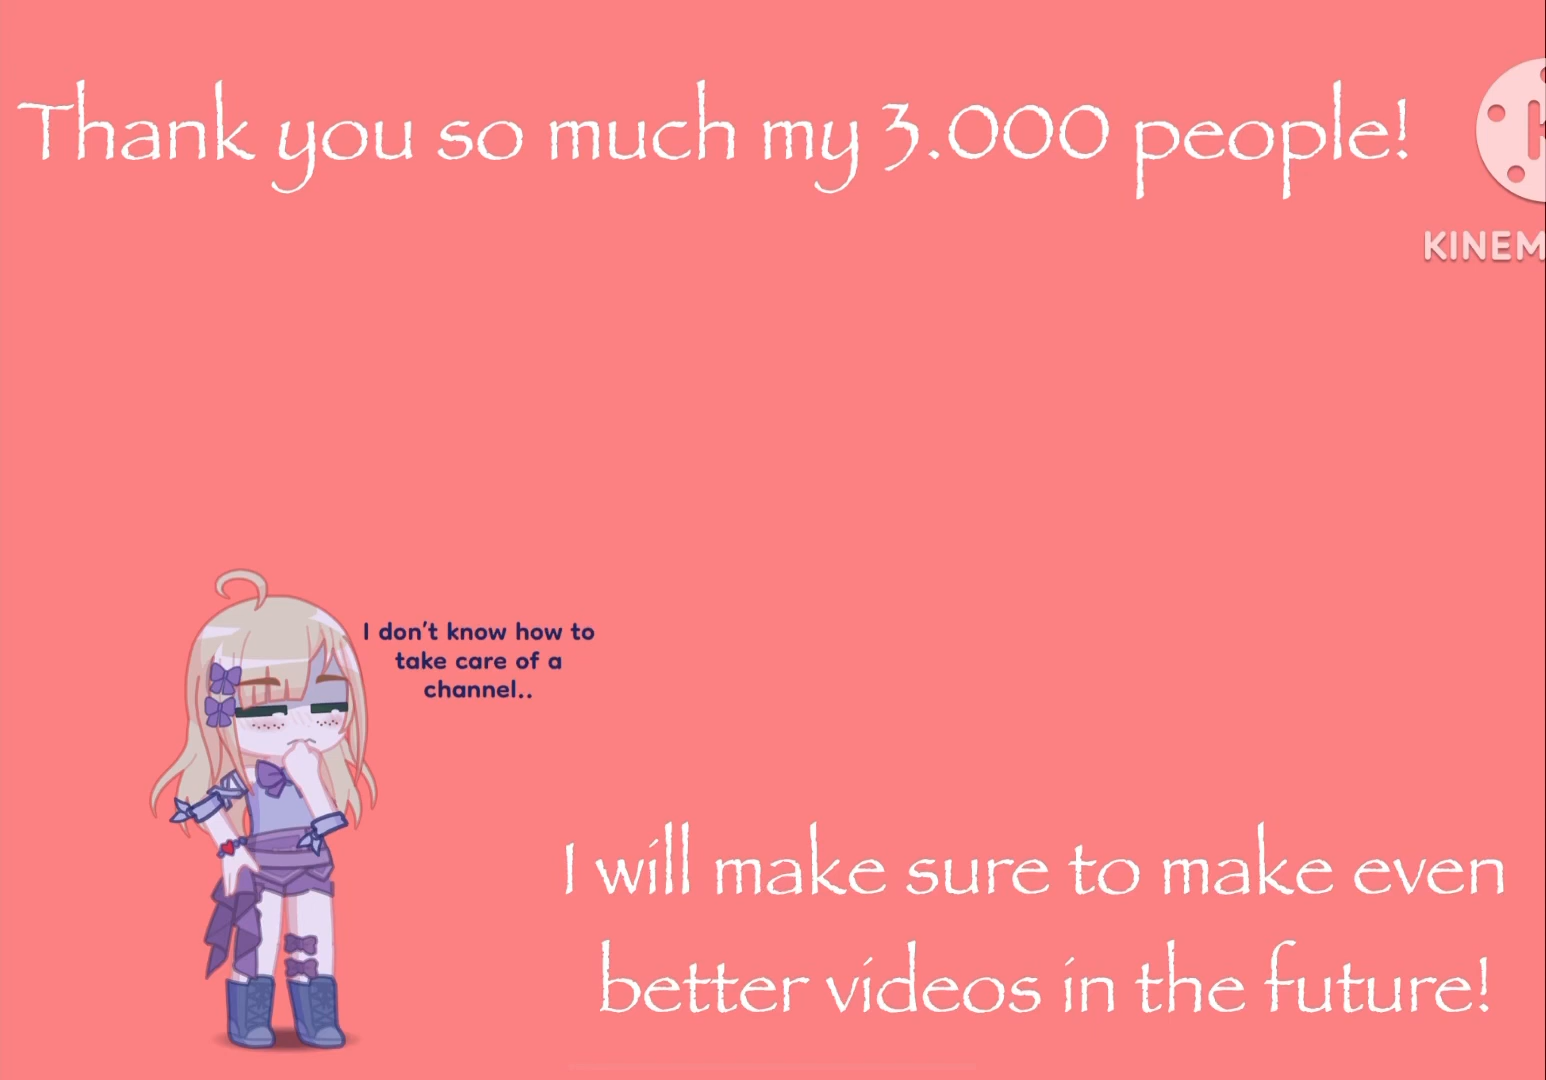 Thank you so much my 3.000 people!
KINEM
I don't know how to
take care of a
channel..
I will make sure to make even
better videos in the future!